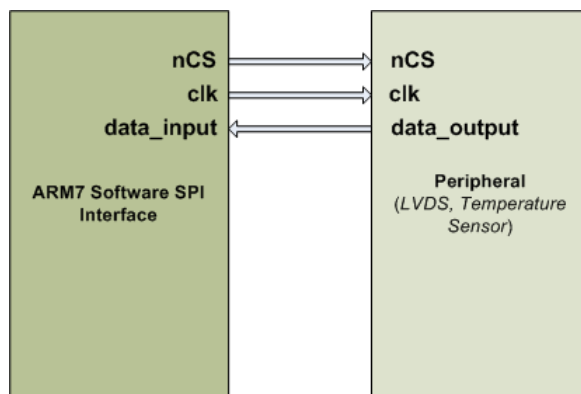 nCS
clk
data_input
ARM7 Software SPI
Interface
nCS
clk
data_output
Peripheral
(LVDS, Temperature
Sensor)